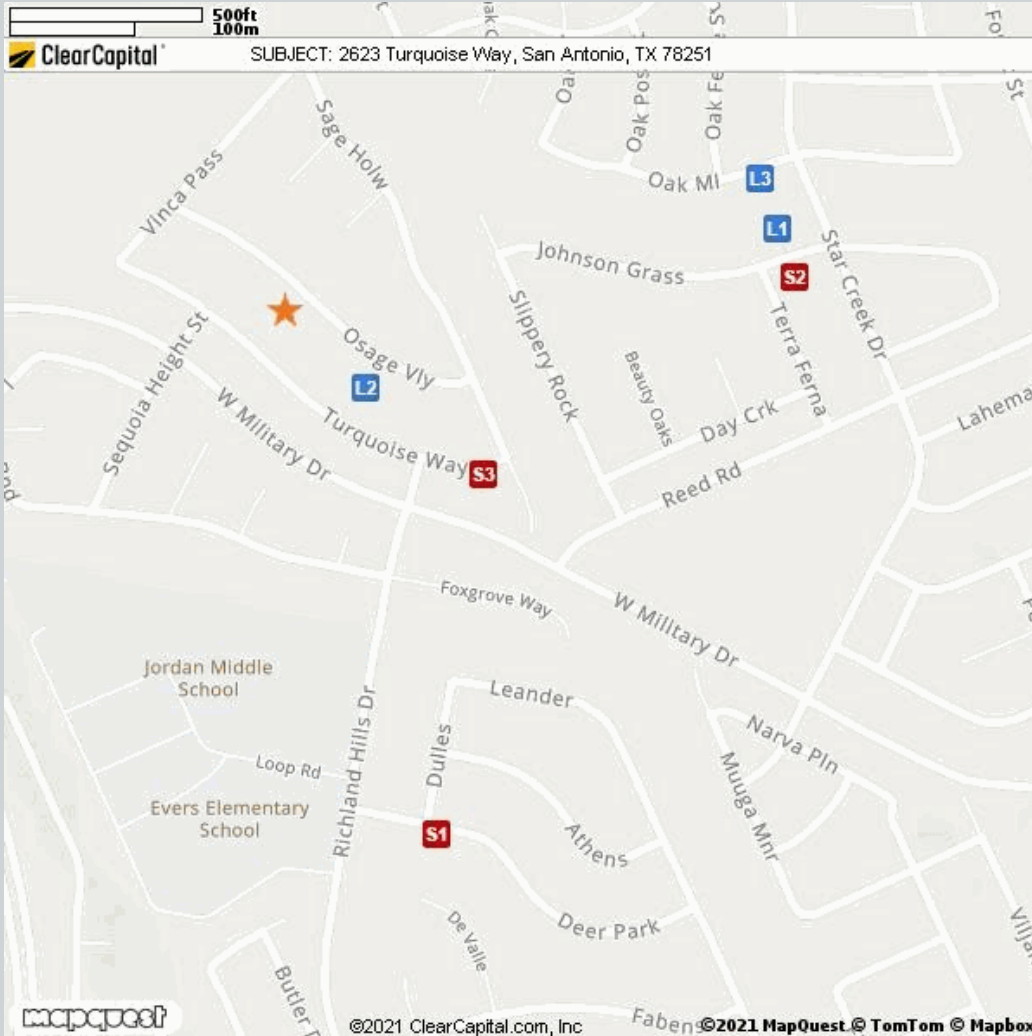 500ft
100m
ClearCapital
SUBJECT: 2623 Turquoise Way, San Antonio, TX 78251
Sage Holw
Oak Pos
Oak Fe
St
Vinca Pass
Oak Ml
L3
L1
Johnson Grass
S2
Star Creek Dr
Slippery Rock
Terra Ferna
Osage Vly
Sequoia Height St
L2
Beauty Oaks
W Military Dr
Turquoise Way
Day Crk
Lahema
S3
Reed Rd
Foxgrove Way
W Military Dr
Jordan Middle
School
Leander
Richland Hills Dr
Narva Pln
Dulles
Loop Rd
Muuga Mnr
Evers Elementary
School
S1
Athens
Deer Park
De Valle
Viljan
Butler
Fabens
mapquest
©2021 ClearCapital.com, Inc
©2021 MapQuest © TomTom © Mapbox